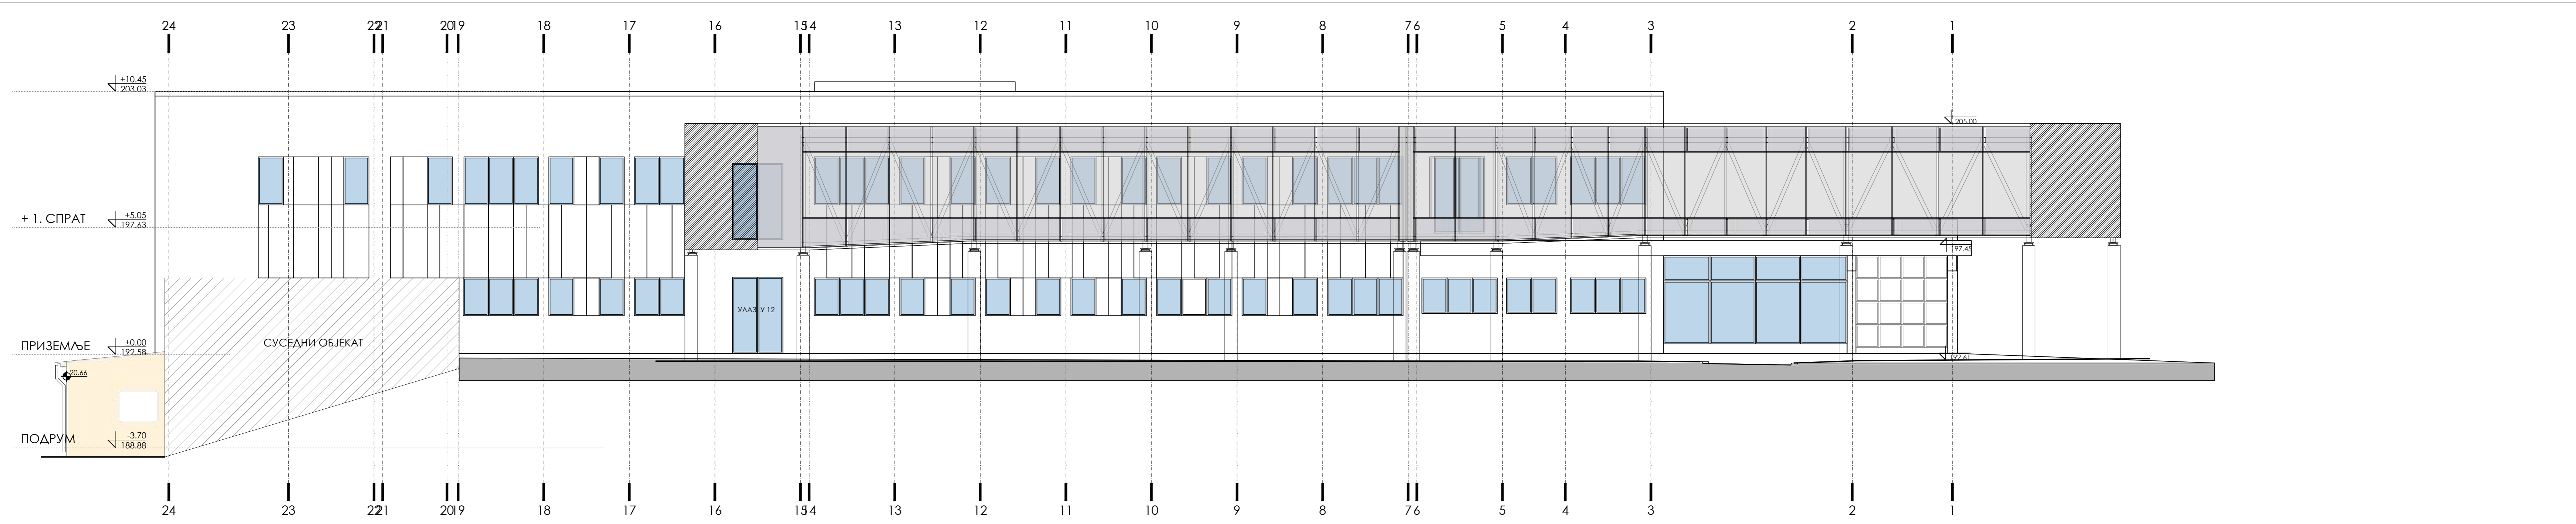 24 23 22 21 20 19 18 17 16 15 14 13 12 11 10 9 8 7 6 5 4 3 2 1
+10.45
203.03
205.00
+ 1. СПРАТ
+5.05
197.63
197.45
УЛАЗ У 12
СУСЕДНИ ОБЈЕКАТ
ПРИЗЕМЉЕ
±0.00
192.58
192.61
20.66
ПОДРУМ
-3.70
188.88
24 23 22 21 20 19 18 17 16 15 14 13 12 11 10 9 8 7 6 5 4 3 2 1